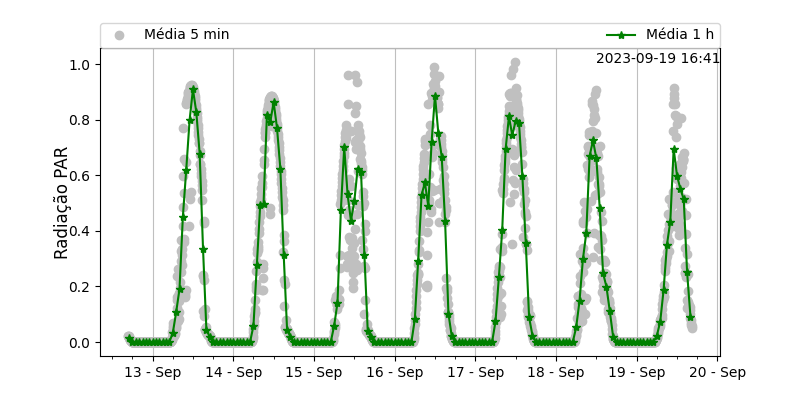 Média 5 min
Média 1 h
2023-09-19 16:41
Radiação PAR
1.0
0.8
0.6
0.4
0.2
0.0
13 - Sep
14 - Sep
15 - Sep
16 - Sep
17 - Sep
18 - Sep
19 - Sep
20 - Sep